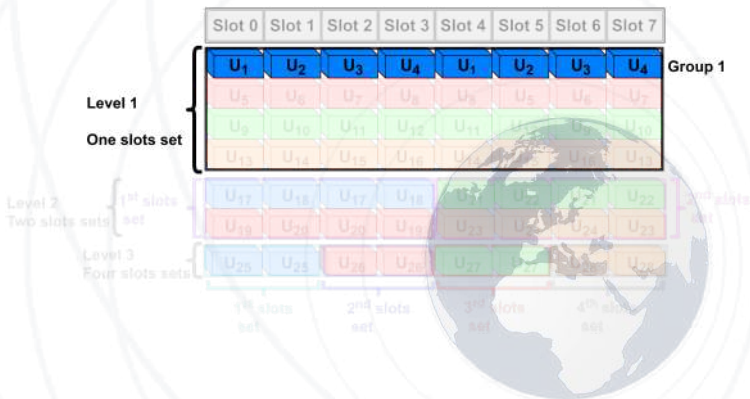 Slot 0 Slot 1 Slot 2 Slot 3 Slot 4 Slot 5 Slot 6 Slot 7
U1 U2 U3 U4 U1 U2 U3 U4 Group 1
Level 1
U5 U6 U7 U8 U8 U5 U6 U7
One slots set
U9 U10 U11 U12 U11 U10
U13 U14 U15 U16 U14 U16 U13
Level 2
Two slots sets
1st slots set
U17 U18 U17 U18 U21 U22 U22
2nd slots set
U19 U20 U20 U19 U23 U24 U23
Level 3
Four slots sets
U25 U25 U26 U26 U27 U27 U28 U28
1st slots set
2nd slots set
3rd slots set
4th slots set